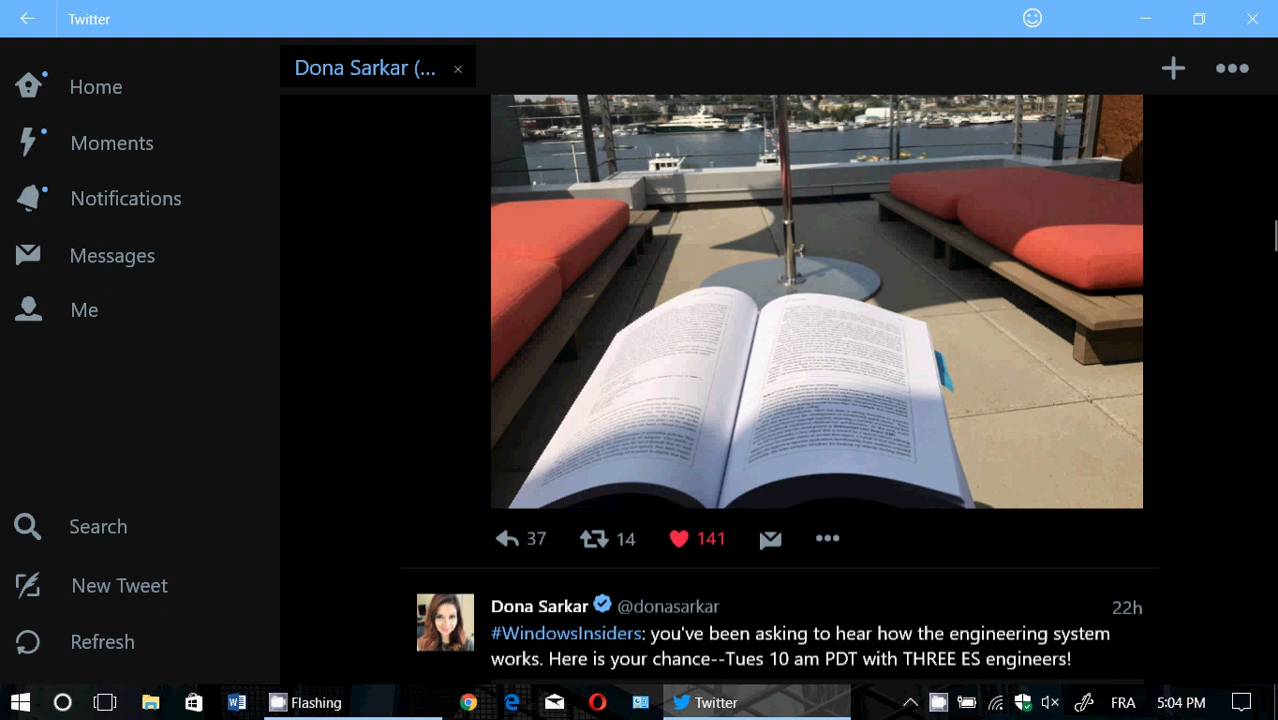 Twitter
Home
Moments
Notifications
Messages
Me
Search
New Tweet
Refresh
Dona Sarkar (...
37
14
141
Dona Sarkar @donasarkar
22h
#WindowsInsiders: you've been asking to hear how the engineering system
works. Here is your chance--Tues 10 am PDT with THREE ES engineers!
Flashing
Twitter
FRA
5:04 PM